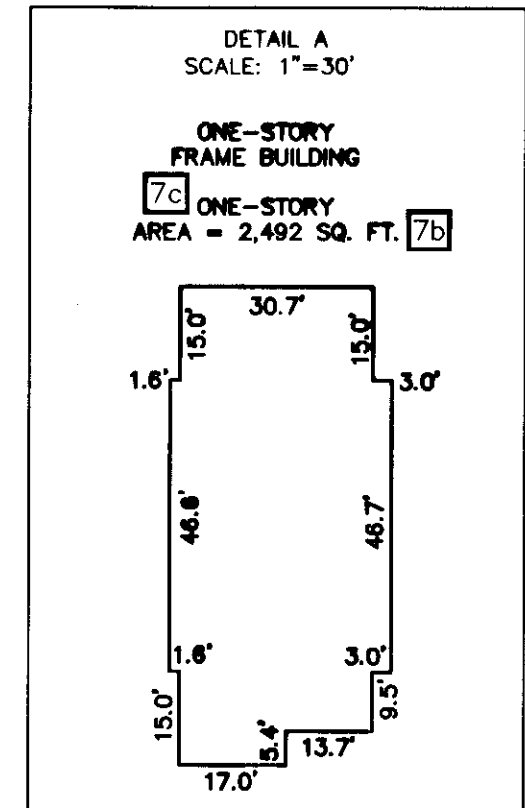 DETAIL A
SCALE: 1"=30'
ONE-STORY
FRAME BUILDING
7c ONE-STORY
AREA = 2,492 SQ. FT. 7b
30.7'
15.0'
15.0'
1.6'
3.0'
46.6'
46.7'
1.6'
3.0'
15.0'
9.5'
5.4'
13.7'
17.0'